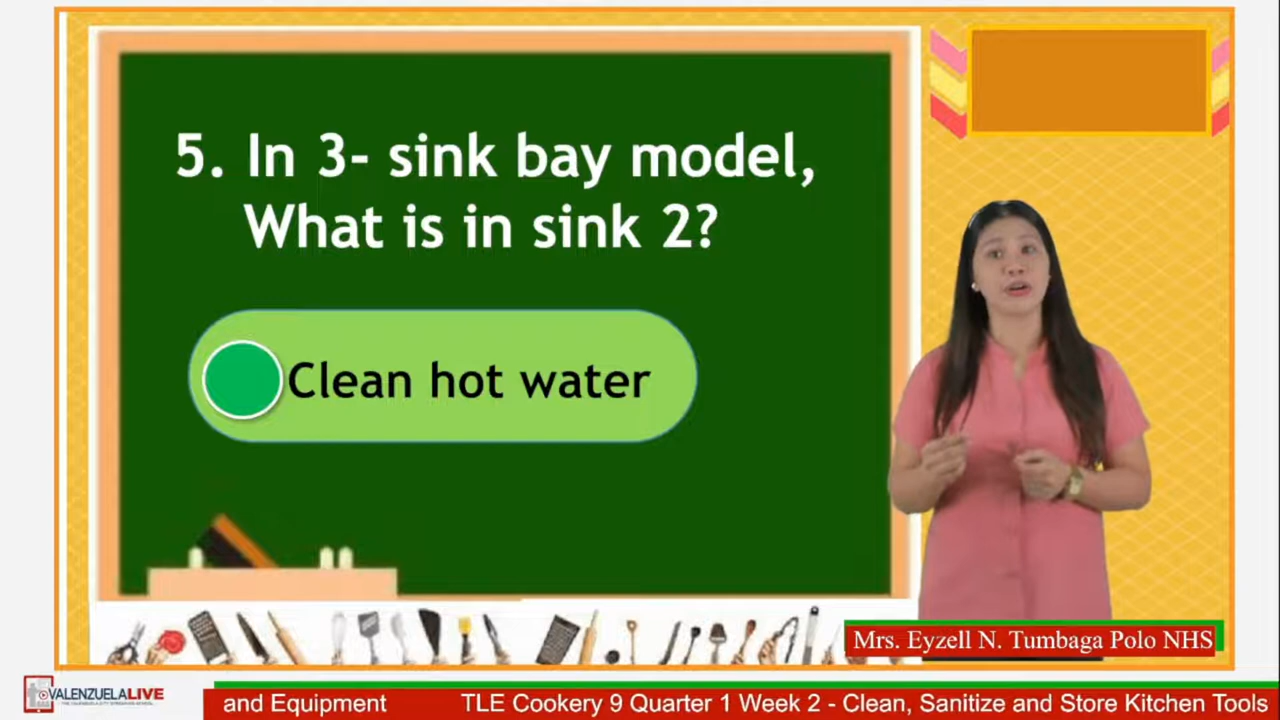 5. In 3- sink bay model,
What is in sink 2?
Clean hot water
Mrs. Eyzell N. Tumbaga Polo NHS
VALENZUELALIVE
and Equipment TLE Cookery 9 Quarter 1 Week 2 - Clean, Sanitize and Store Kitchen Tools